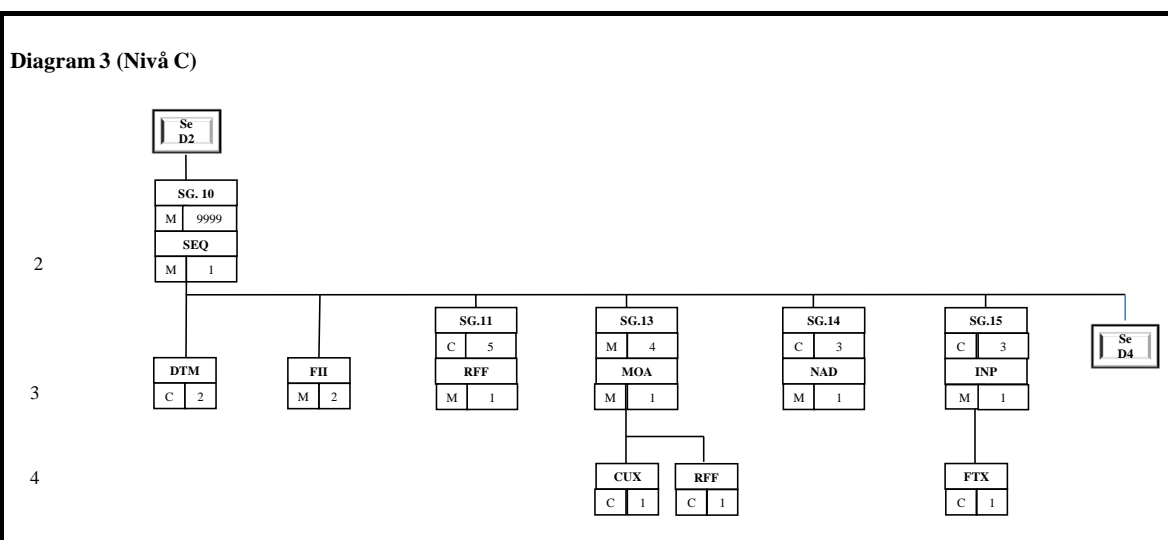 Diagram 3 (Nivå C)
Se
D2
SG. 10
M 9999
SEQ
2
M 1
SG.11 SG.13 SG.14 SG.15
C 5 M 4 C 3 C 3
Se
D4
DTM FII RFF MOA NAD INP
3
C 2 M 2 M 1 M 1 M 1 M 1
4
CUX RFF FTX
C 1 C 1 C 1